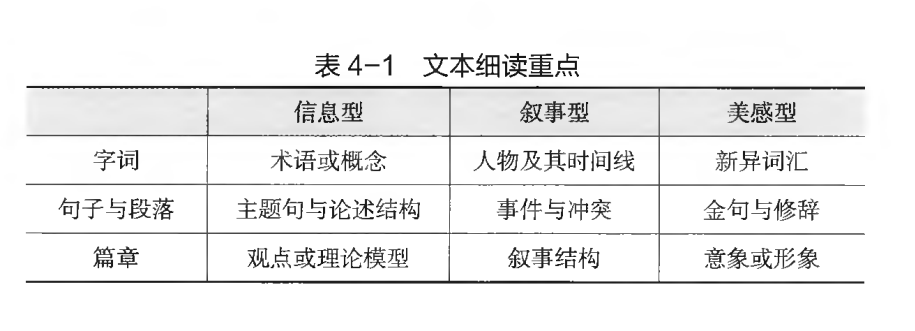 表 4-1 文本细读重点
信息型 叙事型 美感型
字词 术语或概念 人物及其时间线 新异词汇
句子与段落 主题句与论述结构 事件与冲突 金句与修辞
篇章 观点或理论模型 叙事结构 意象或形象